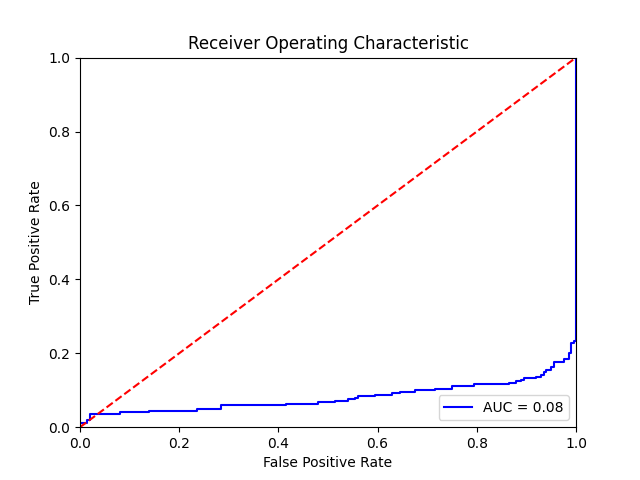 Receiver Operating Characteristic
1.0
0.8
0.6
0.4
0.2
0.0
True Positive Rate
AUC = 0.08
0.0 0.2 0.4 0.6 0.8 1.0
False Positive Rate